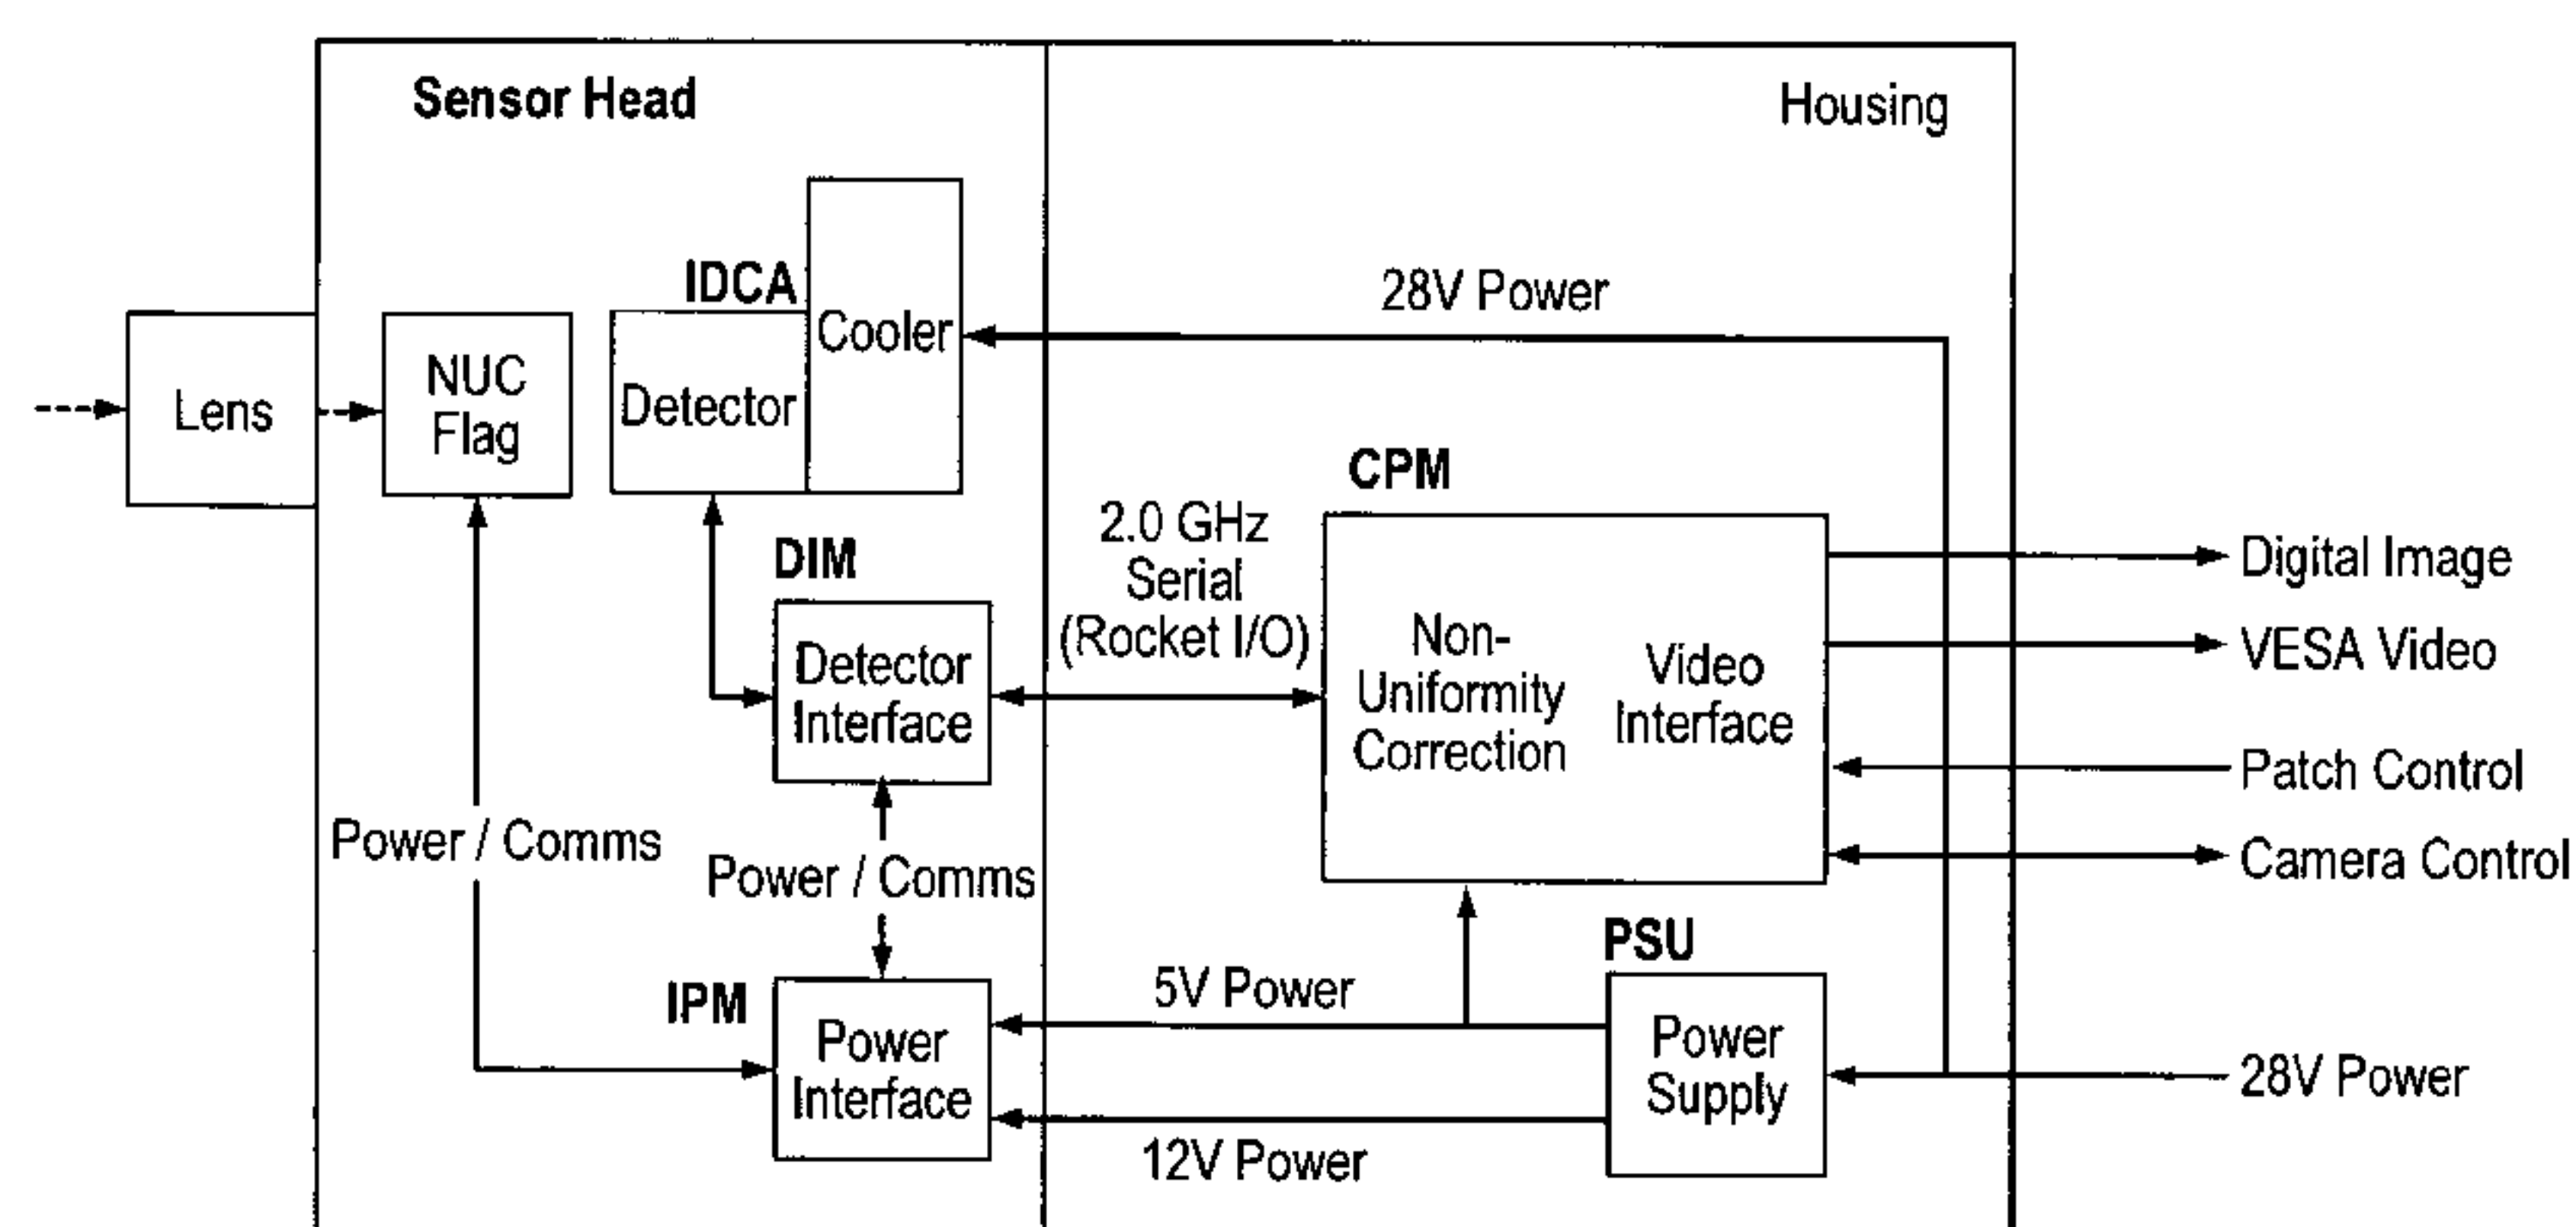 Sensor Head
Housing
IDCA
Cooler
28V Power
Lens
NUC
Flag
Detector
CPM
2.0 GHz
Serial
(Rocket I/O)
DIM
Detector
Interface
Non-
Uniformity
Correction
Video
Interface
Digital Image
VESA Video
Patch Control
Camera Control
Power / Comms
Power / Comms
PSU
IPM
Power
Interface
5V Power
12V Power
Power
Supply
28V Power